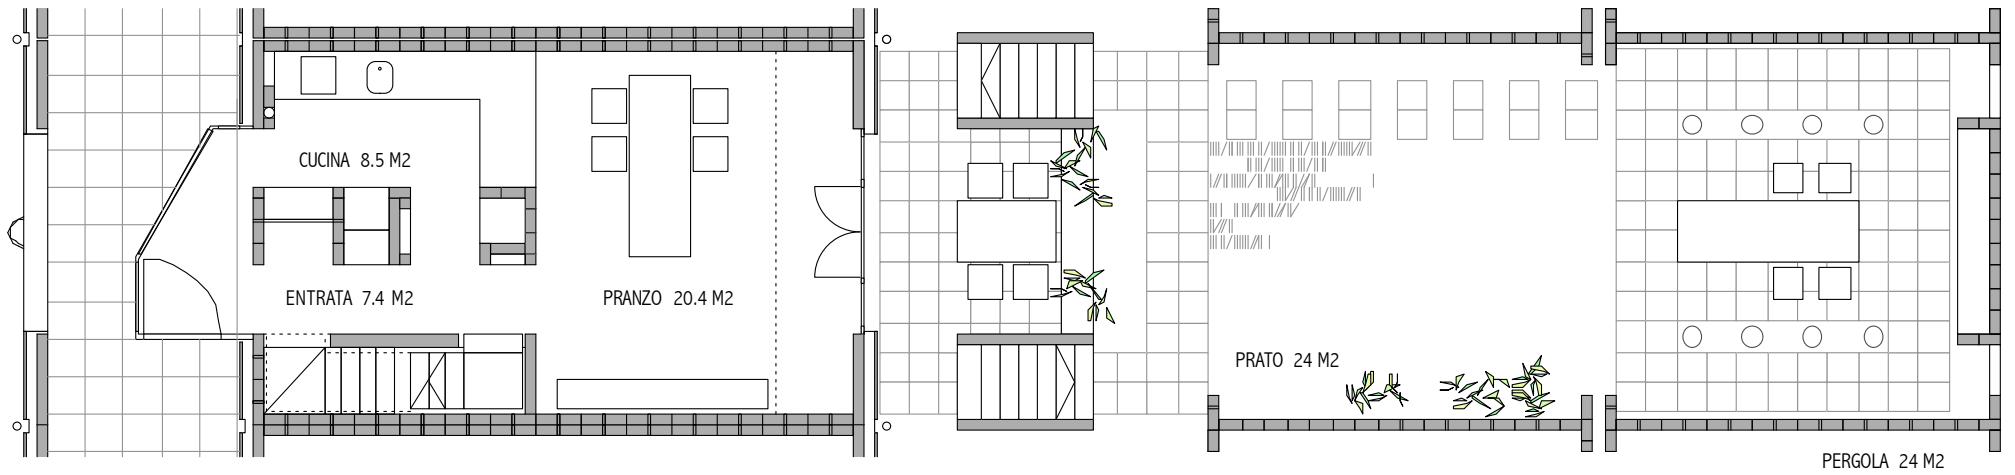 CUCINA 8.5 M2
ENTRATA 7.4 M2
PRANZO 20.4 M2
PRATO 24 M2
PERGOLA 24 M2